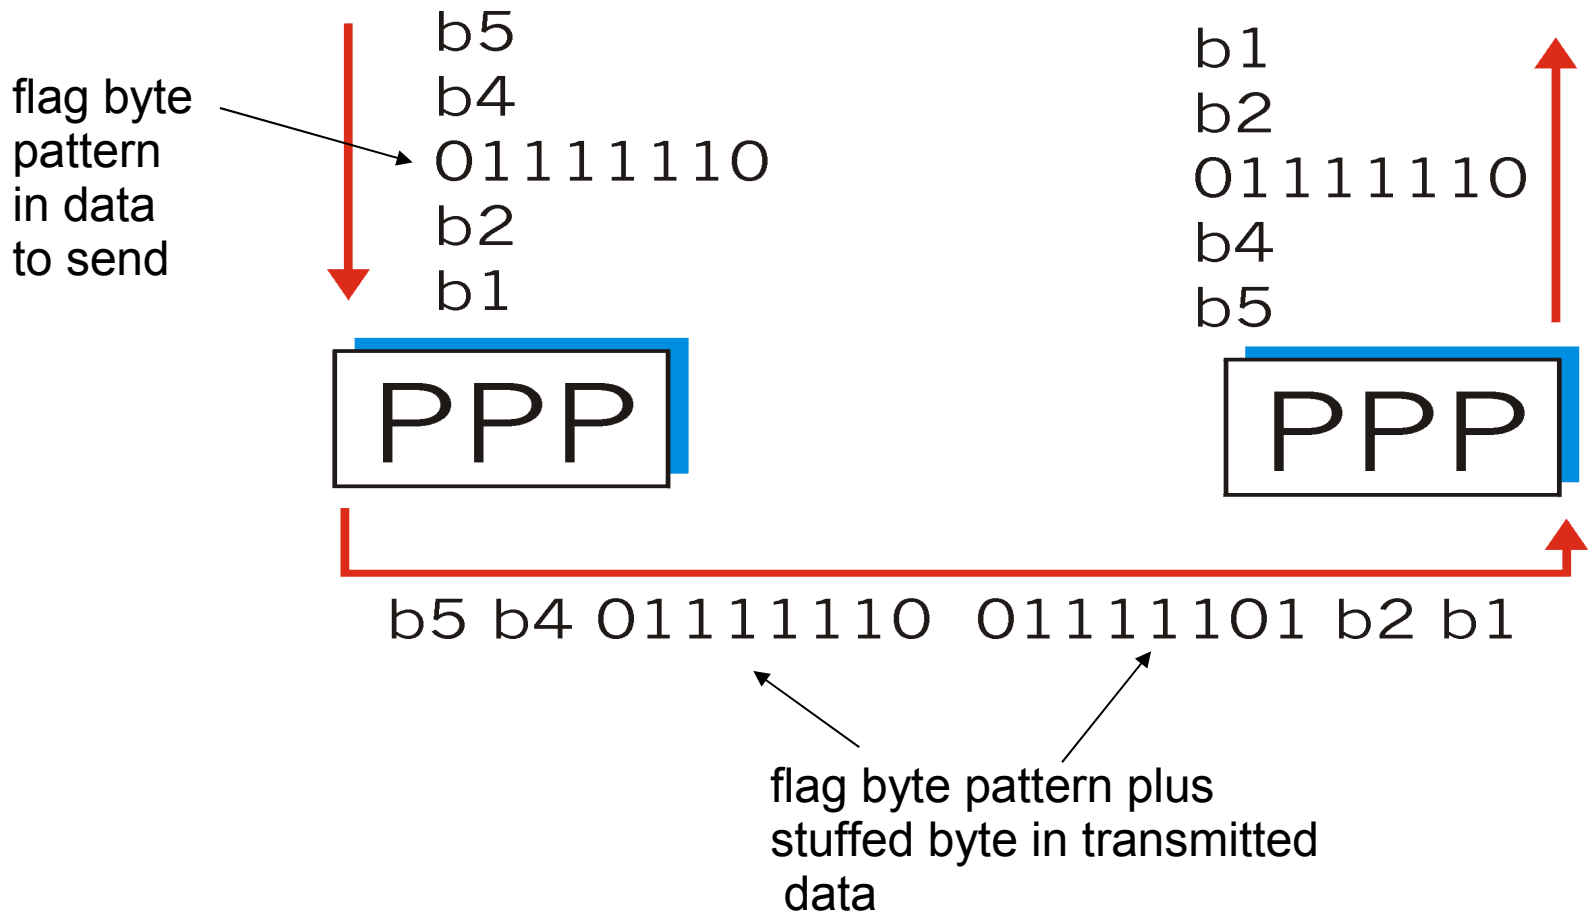 flag byte
pattern
in data
to send
b5
b4
01111110
b2
b1
PPP
b1
b2
01111110
b4
b5
PPP
b5 b4 01111110 01111101 b2 b1
flag byte pattern plus
stuffed byte in transmitted
data